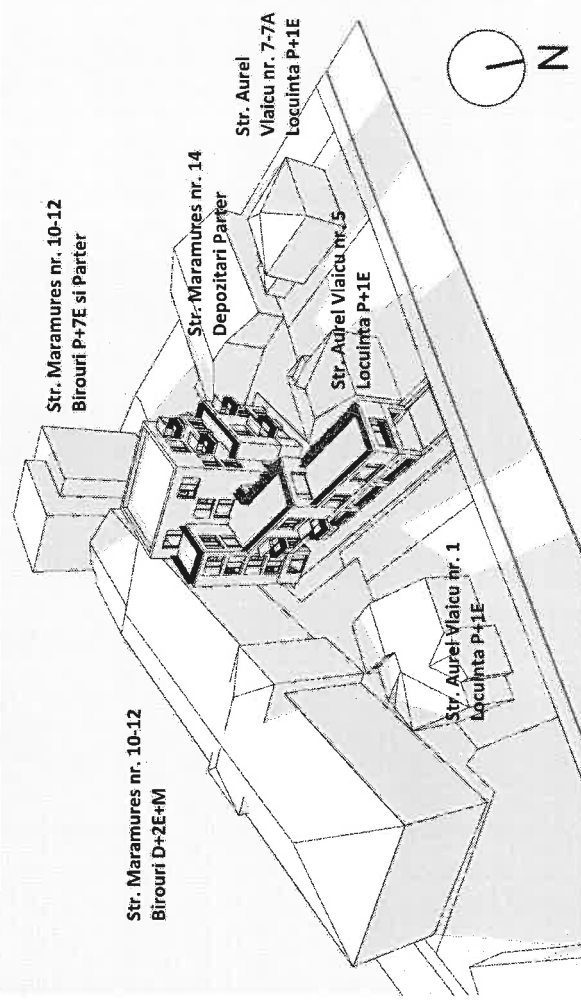 Str. Maramures nr. 10-12
Birouri P+7E si Parter
Str. Maramures nr. 14
Depozitari Parter
Str. Aurel
Vlaicu nr. 7-7A
Locuinta P+1E
Str. Aurel Vlaicu nr. 5
Locuinta P+1E
Str. Maramures nr. 10-12
Birouri D+2E+M
Str. Aurel Vlaicu nr. 1
Locuinta P+1E
N